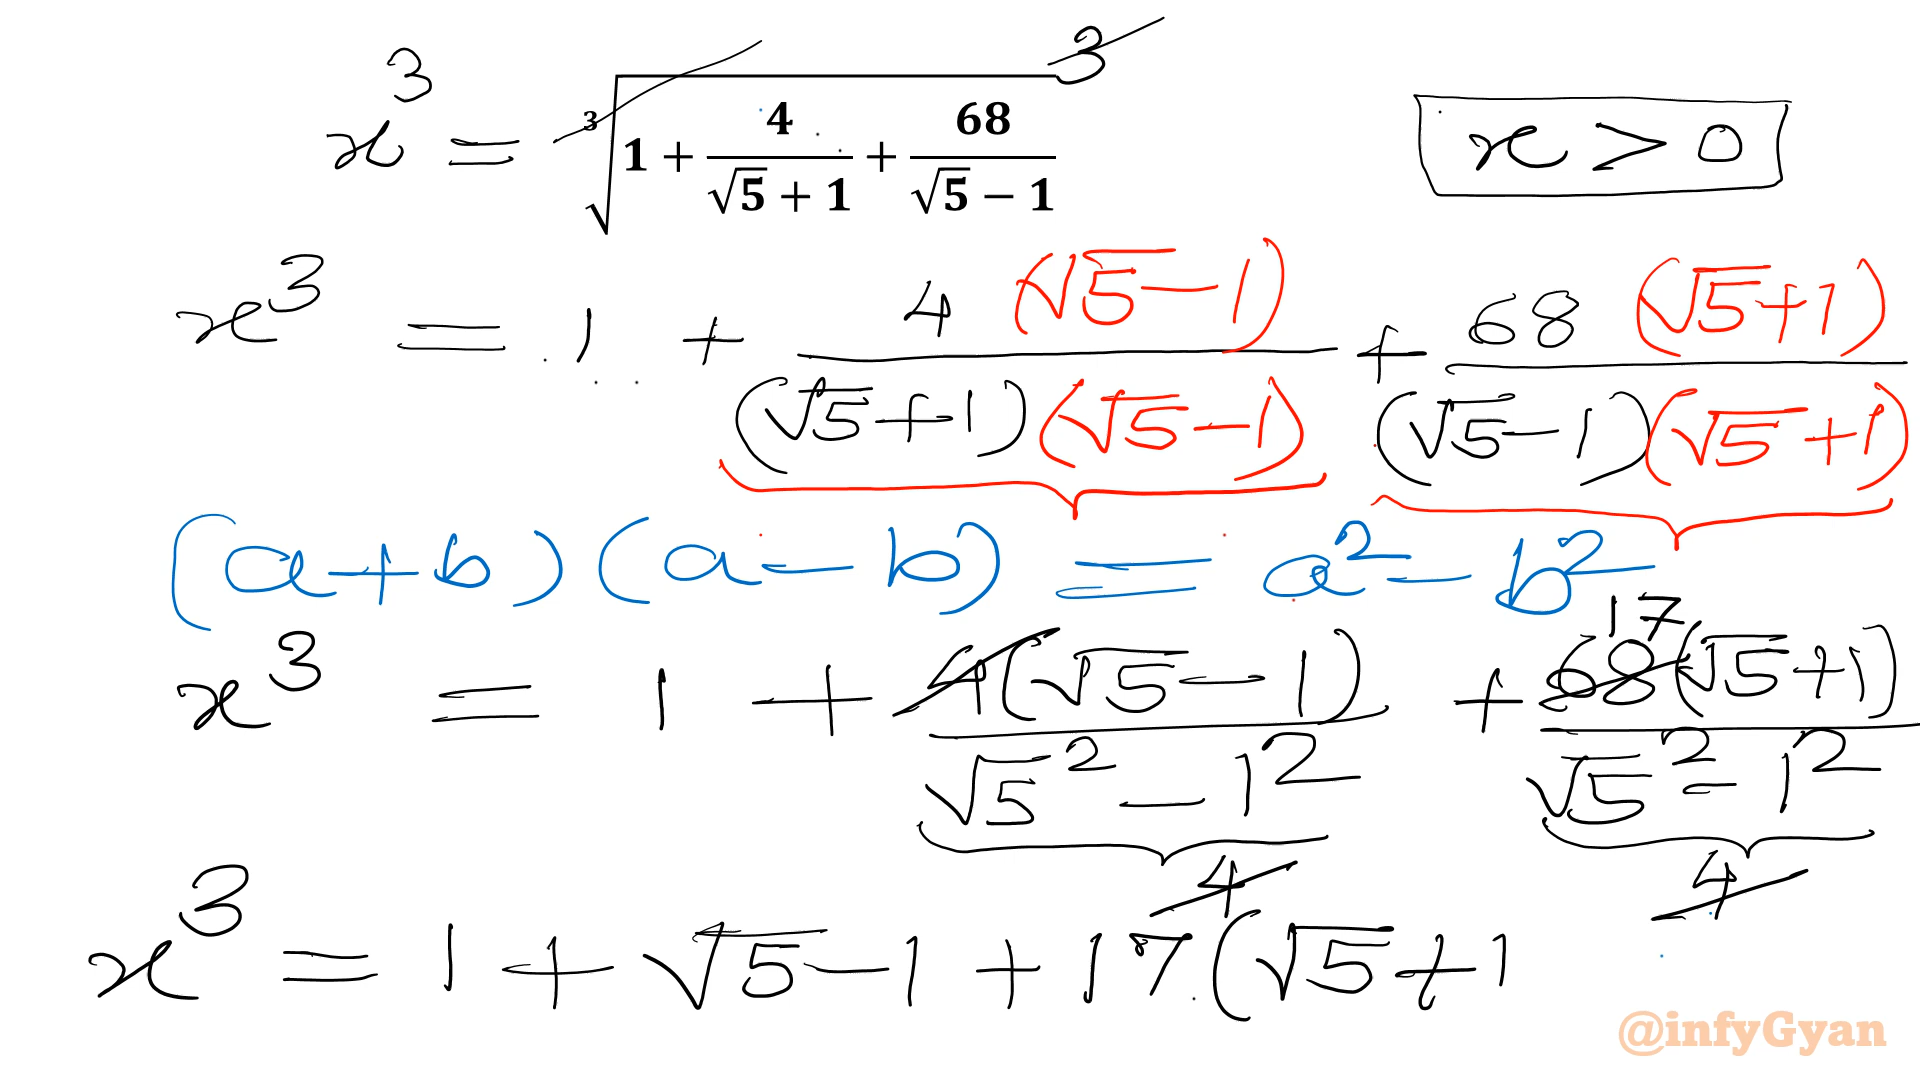 x³ = ∛(1 + 4/(√5 + 1) + 68/(√5 − 1))³    x > 0
x³ = 1 + 4(√5 − 1)/((√5 + 1)(√5 − 1)) + 68(√5 + 1)/((√5 − 1)(√5 + 1))
(a + b)(a − b) = a² − b²
17
x³ = 1 + 4(√5 − 1)/(√5² − 1²) + 68(√5 + 1)/(√5² − 1²)
4 4
x³ = 1 + √5 − 1 + 17(√5 + 1
@infyGyan